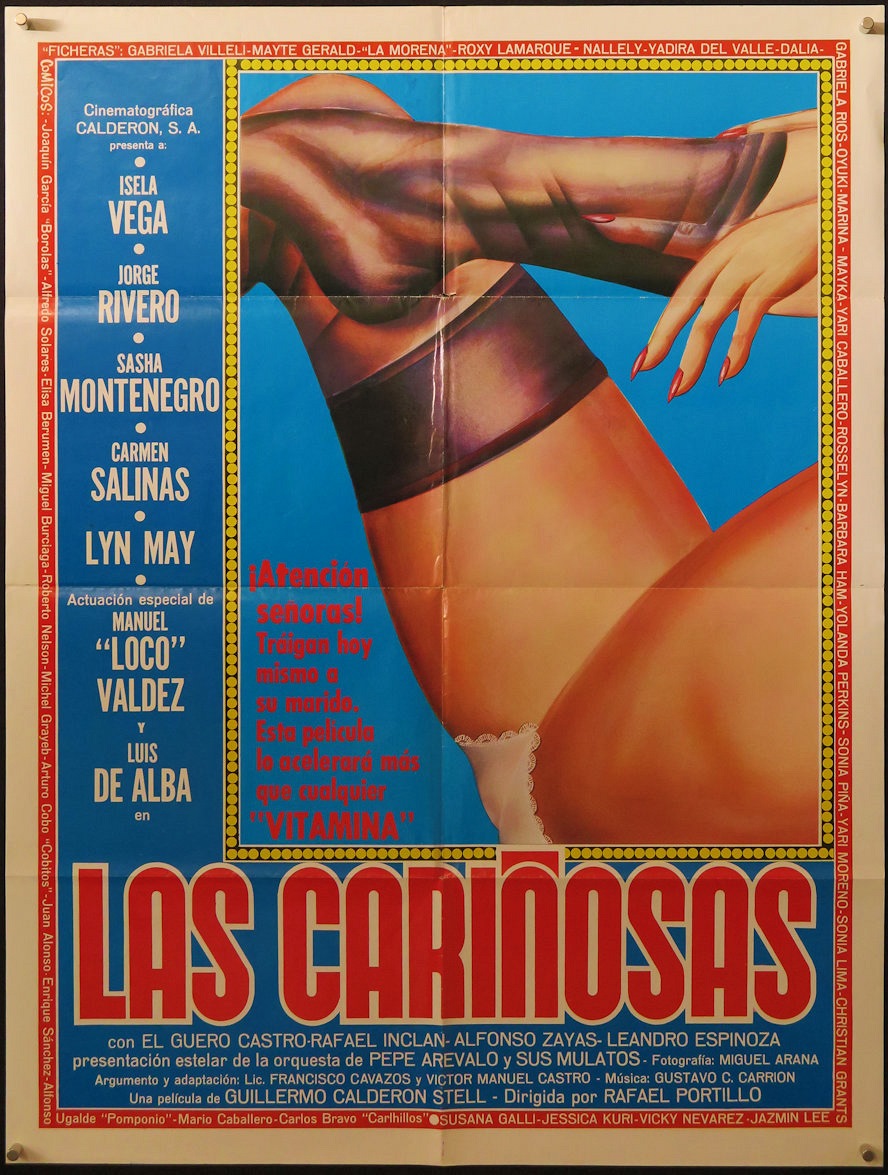 "FICHERAS": GABRIELA VILLELI-MAYTE GERALD-"LA MORENA"-ROXY LAMARQUE - NALLELY-YADIRA DEL VALLE-DALIA-
GABRIELA RIOS-OYUKI-MARINA - MAYKA-YARI CABALLERO-ROSSELYN-BARBARA HAM-YOLANDA PERKINS-SONIA PIÑA-YARI MORENO-SONIA LIMA-CHRISTIAN GRANTS
CoMICoS:-Joaquín García "Borolas"-Alfredo Solares-Elisa Berumen-Miguel Burciaga-Roberto Nelson-Michel Grayeb-Arturo Cobo "Cobitos"-Juan Alonso-Enrique Sánchez-Alfonso
Cinematográfica
CALDERON, S. A.
presenta a:
ISELA
VEGA
JORGE
RIVERO
SASHA
MONTENEGRO
CARMEN
SALINAS
LYN MAY
Actuación especial de
MANUEL
"LOCO"
VALDEZ
Y
LUIS
DE ALBA
en
¡Atención
señoras!
Tráigan hoy
mismo a
su marido.
Esta película
lo acelerará más
que cualquier
"VITAMINA"
LAS CARIÑOSAS
con EL GUERO CASTRO-RAFAEL INCLAN- ALFONSO ZAYAS- LEANDRO ESPINOZA
presentación estelar de la orquesta de PEPE AREVALO y SUS MULATOS - Fotografía: MIGUEL ARANA
Argumento y adaptación: Lic. FRANCISCO CAVAZOS y VICTOR MANUEL CASTRO - Música: GUSTAVO C. CARRION
Una película de GUILLERMO CALDERON STELL - Dirigida por RAFAEL PORTILLO
Ugalde "Pomponio"-Mario Caballero-Carlos Bravo "Carlhillos" ●SUSANA GALLI-JESSICA KURI-VICKY NEVAREZ-JAZMIN LEE